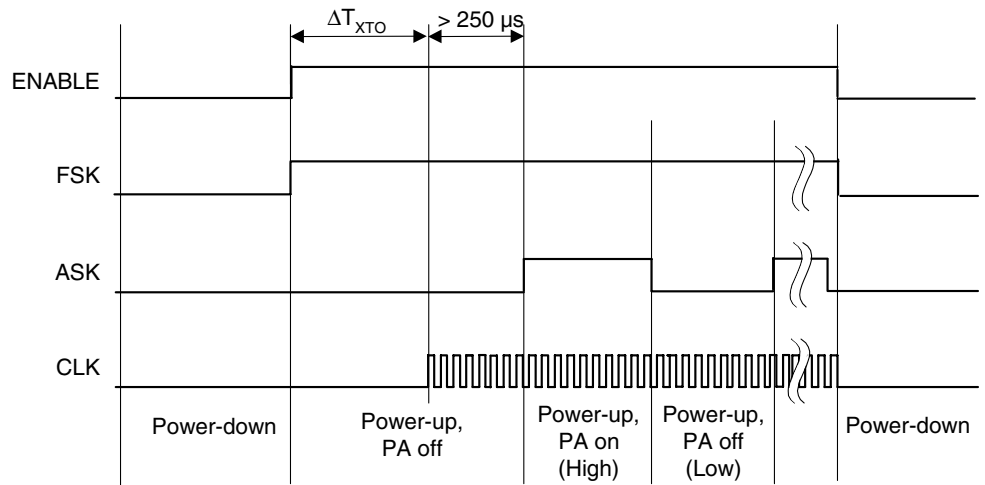 ΔT_XTO
> 250 μs
ENABLE
FSK
ASK
CLK
Power-down
Power-up,
PA off
Power-up,
PA on
(High)
Power-up,
PA off
(Low)
Power-down